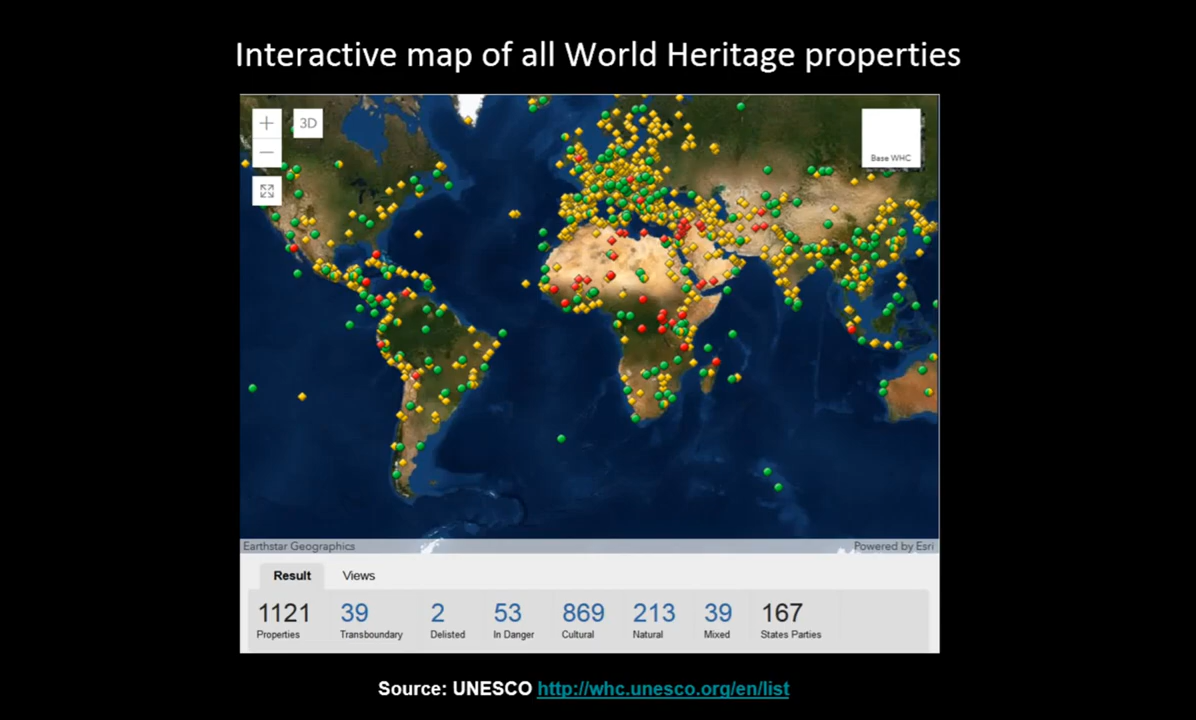 Interactive map of all World Heritage properties
+
3D
−
Base WHC
Earthstar Geographics
Powered by Esri
Result Views
1121 39 2 53 869 213 39 167
Properties Transboundary Delisted In Danger Cultural Natural Mixed States Parties
Source: UNESCO http://whc.unesco.org/en/list